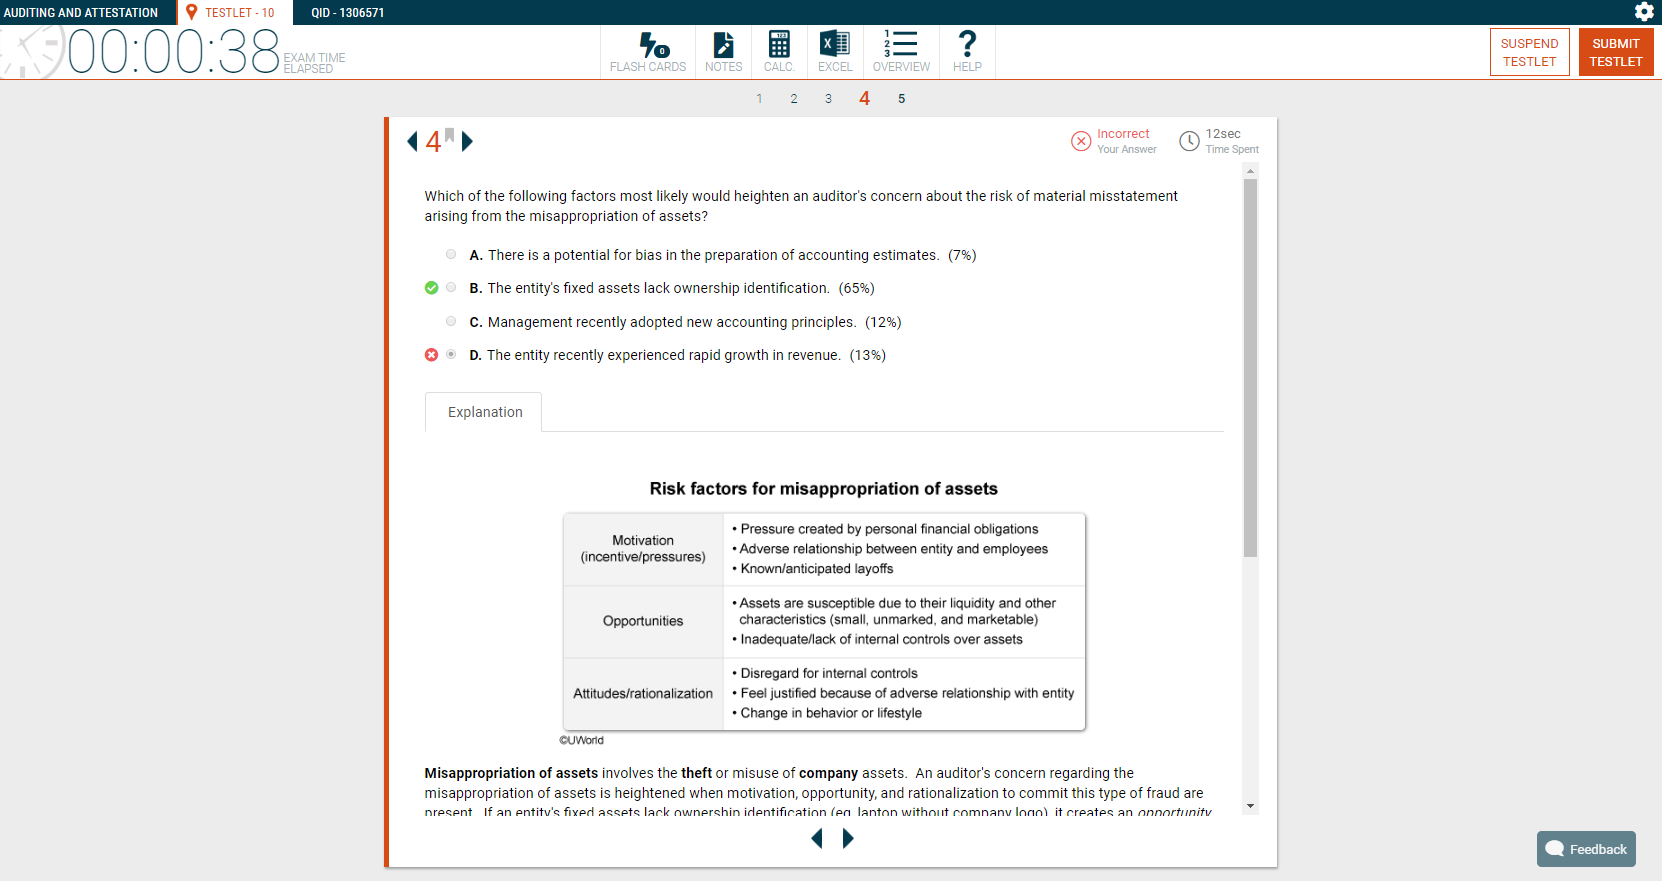 AUDITING AND ATTESTATION
TESTLET - 10
QID - 1306571
00:00:38
EXAM TIME
ELAPSED
0
FLASH CARDS
NOTES
123
CALC.
X
EXCEL
1
2
3
OVERVIEW
?
HELP
SUSPEND
TESTLET
SUBMIT
TESTLET
1 2 3 4 5
4
Incorrect
Your Answer
12sec
Time Spent
Which of the following factors most likely would heighten an auditor's concern about the risk of material misstatement
arising from the misappropriation of assets?
A. There is a potential for bias in the preparation of accounting estimates. (7%)
B. The entity's fixed assets lack ownership identification. (65%)
C. Management recently adopted new accounting principles. (12%)
D. The entity recently experienced rapid growth in revenue. (13%)
Explanation
Risk factors for misappropriation of assets
Motivation
(incentive/pressures)
• Pressure created by personal financial obligations
• Adverse relationship between entity and employees
• Known/anticipated layoffs
Opportunities
• Assets are susceptible due to their liquidity and other
characteristics (small, unmarked, and marketable)
• Inadequate/lack of internal controls over assets
Attitudes/rationalization
• Disregard for internal controls
• Feel justified because of adverse relationship with entity
• Change in behavior or lifestyle
©UWorld
Misappropriation of assets involves the theft or misuse of company assets. An auditor's concern regarding the
misappropriation of assets is heightened when motivation, opportunity, and rationalization to commit this type of fraud are
present. If an entity's fixed assets lack ownership identification (eg, laptop without company logo), it creates an opportunity
Feedback